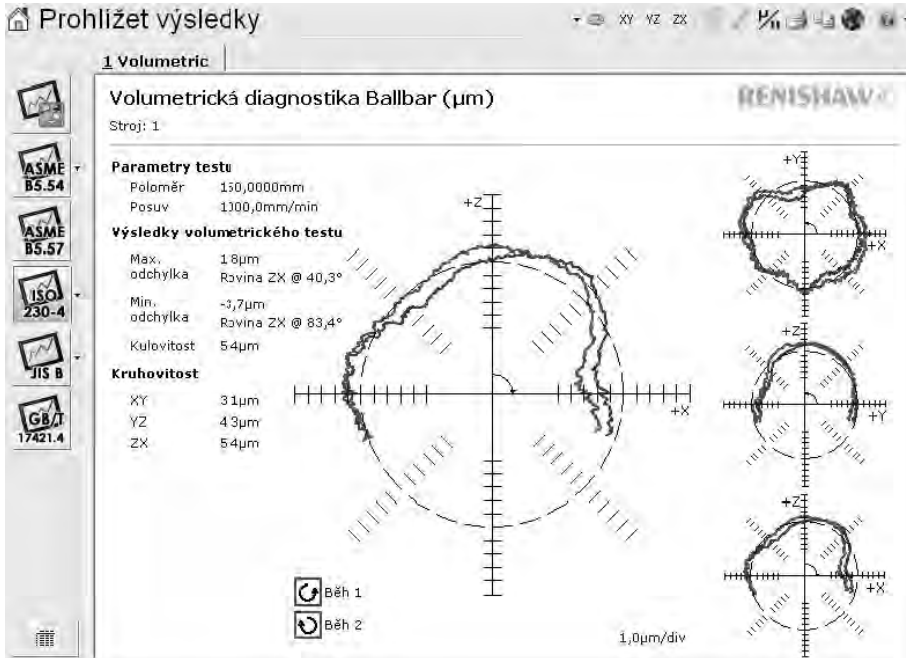 Prohlížet výsledky
XY YZ ZX
1 Volumetric
Volumetrická diagnostika Ballbar (µm)
RENISHAW
Stroj: 1
ASME
B5.54
ASME
B5.57
ISO
230-4
JIS B
GB/T
17421.4
Parametry testu
Poloměr
Posuv 1000,0mm/min
Výsledky volumetrického testu
Max. 18µm
odchylka Rovina ZX @ 40,3°
Min. -3,7µm
odchylka Rovina ZX @ 83,4°
Kulovitost 54µm
Kruhovitost
XY 31µm
YZ 43µm
ZX 54µm
+Z
+X
+Y
+X
+Z
+Y
+Z
+X
Běh 1
Běh 2
1,0µm/div